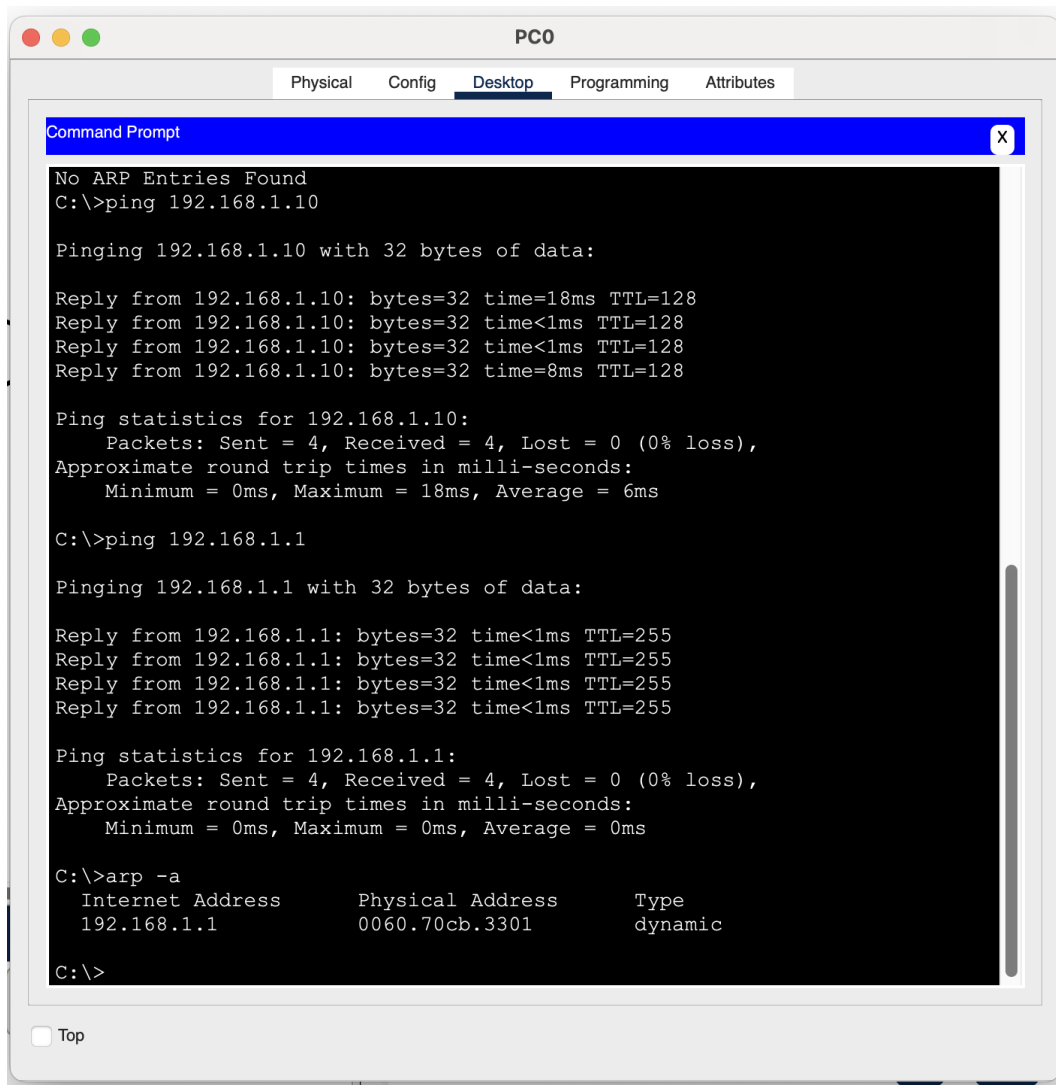 PC0
Physical Config Desktop Programming Attributes
Command Prompt
X
No ARP Entries Found
C:\>ping 192.168.1.10
Pinging 192.168.1.10 with 32 bytes of data:
Reply from 192.168.1.10: bytes=32 time=18ms TTL=128
Reply from 192.168.1.10: bytes=32 time<1ms TTL=128
Reply from 192.168.1.10: bytes=32 time<1ms TTL=128
Reply from 192.168.1.10: bytes=32 time=8ms TTL=128
Ping statistics for 192.168.1.10:
Packets: Sent = 4, Received = 4, Lost = 0 (0% loss),
Approximate round trip times in milli-seconds:
Minimum = 0ms, Maximum = 18ms, Average = 6ms
C:\>ping 192.168.1.1
Pinging 192.168.1.1 with 32 bytes of data:
Reply from 192.168.1.1: bytes=32 time<1ms TTL=255
Reply from 192.168.1.1: bytes=32 time<1ms TTL=255
Reply from 192.168.1.1: bytes=32 time<1ms TTL=255
Reply from 192.168.1.1: bytes=32 time<1ms TTL=255
Ping statistics for 192.168.1.1:
Packets: Sent = 4, Received = 4, Lost = 0 (0% loss),
Approximate round trip times in milli-seconds:
Minimum = 0ms, Maximum = 0ms, Average = 0ms
C:\>arp -a
Internet Address Physical Address Type
192.168.1.1 0060.70cb.3301 dynamic
C:\>
Top